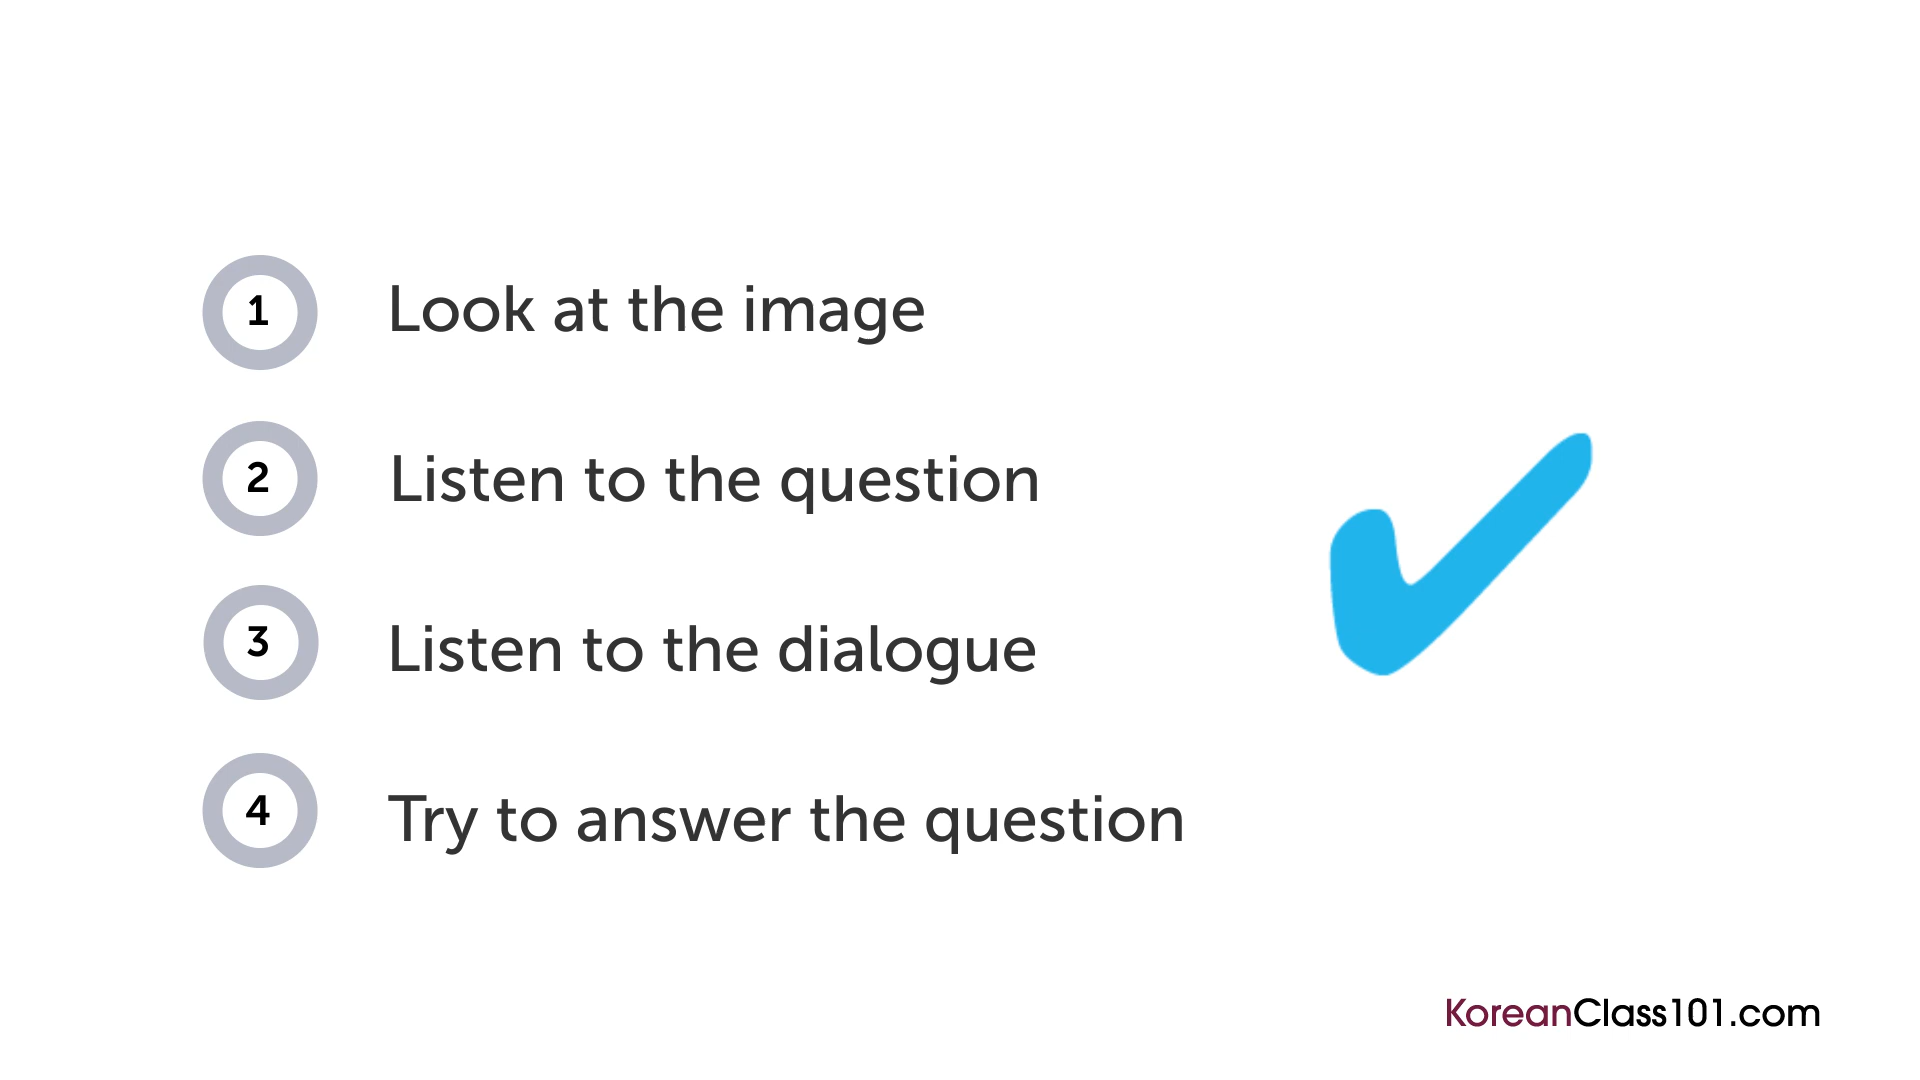 1 Look at the image
2 Listen to the question
3 Listen to the dialogue
4 Try to answer the question
KoreanClass101.com